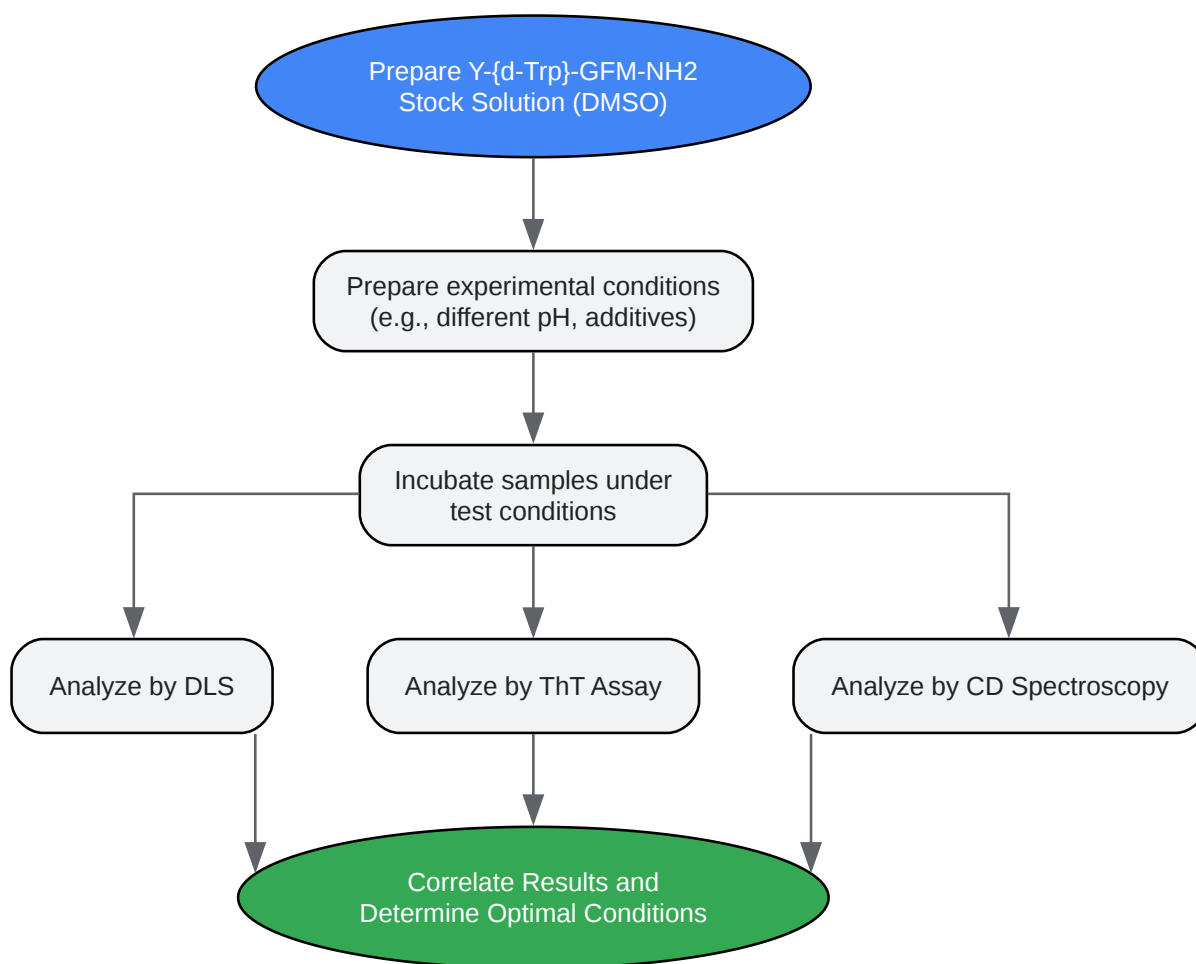 Prepare Y-{d-Trp}-GFM-NH2
Stock Solution (DMSO)
Prepare experimental conditions
(e.g., different pH, additives)
Incubate samples under
test conditions
Analyze by DLS
Analyze by ThT Assay
Analyze by CD Spectroscopy
Correlate Results and
Determine Optimal Conditions